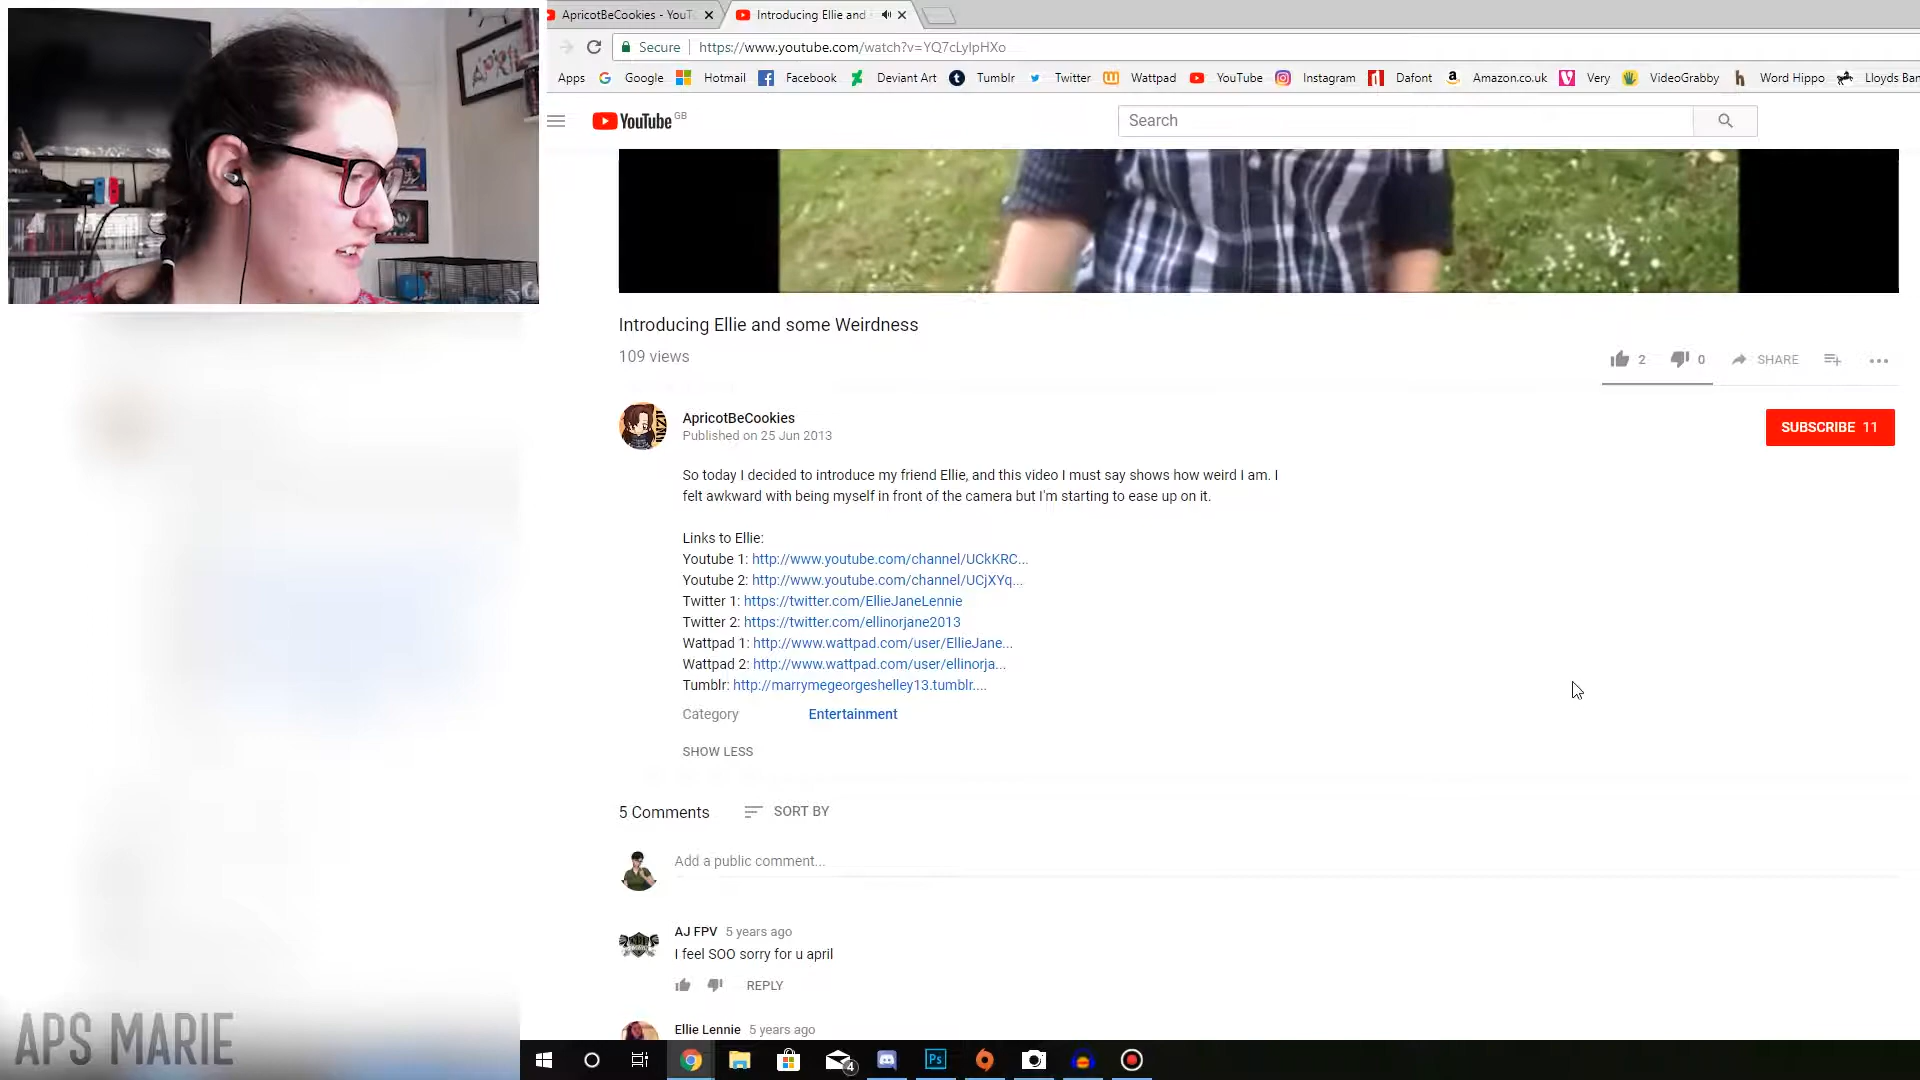 ApricotBeCookies - YouT
Introducing Ellie and
Secure
https://www.youtube.com/watch?v=YQ7cLyIpHXo
Apps Google Hotmail Facebook Deviant Art Tumblr Twitter Wattpad YouTube Instagram Dafont Amazon.co.uk Very VideoGrabby Word Hippo Lloyds Ban
YouTube GB
Search
Introducing Ellie and some Weirdness
109 views
2 0 SHARE
ApricotBeCookies
Published on 25 Jun 2013
SUBSCRIBE 11
So today I decided to introduce my friend Ellie, and this video I must say shows how weird I am. I
felt awkward with being myself in front of the camera but I'm starting to ease up on it.
Links to Ellie:
Youtube 1: http://www.youtube.com/channel/UCkKRC...
Youtube 2: http://www.youtube.com/channel/UCjXYq...
Twitter 1: https://twitter.com/EllieJaneLennie
Twitter 2: https://twitter.com/ellinorjane2013
Wattpad 1: http://www.wattpad.com/user/EllieJane...
Wattpad 2: http://www.wattpad.com/user/ellinorja...
Tumblr: http://marrymegeorgeshelley13.tumblr....
Category Entertainment
SHOW LESS
5 Comments SORT BY
Add a public comment...
AJ FPV 5 years ago
I feel SOO sorry for u april
REPLY
Ellie Lennie 5 years ago
APS MARIE
4
Ps